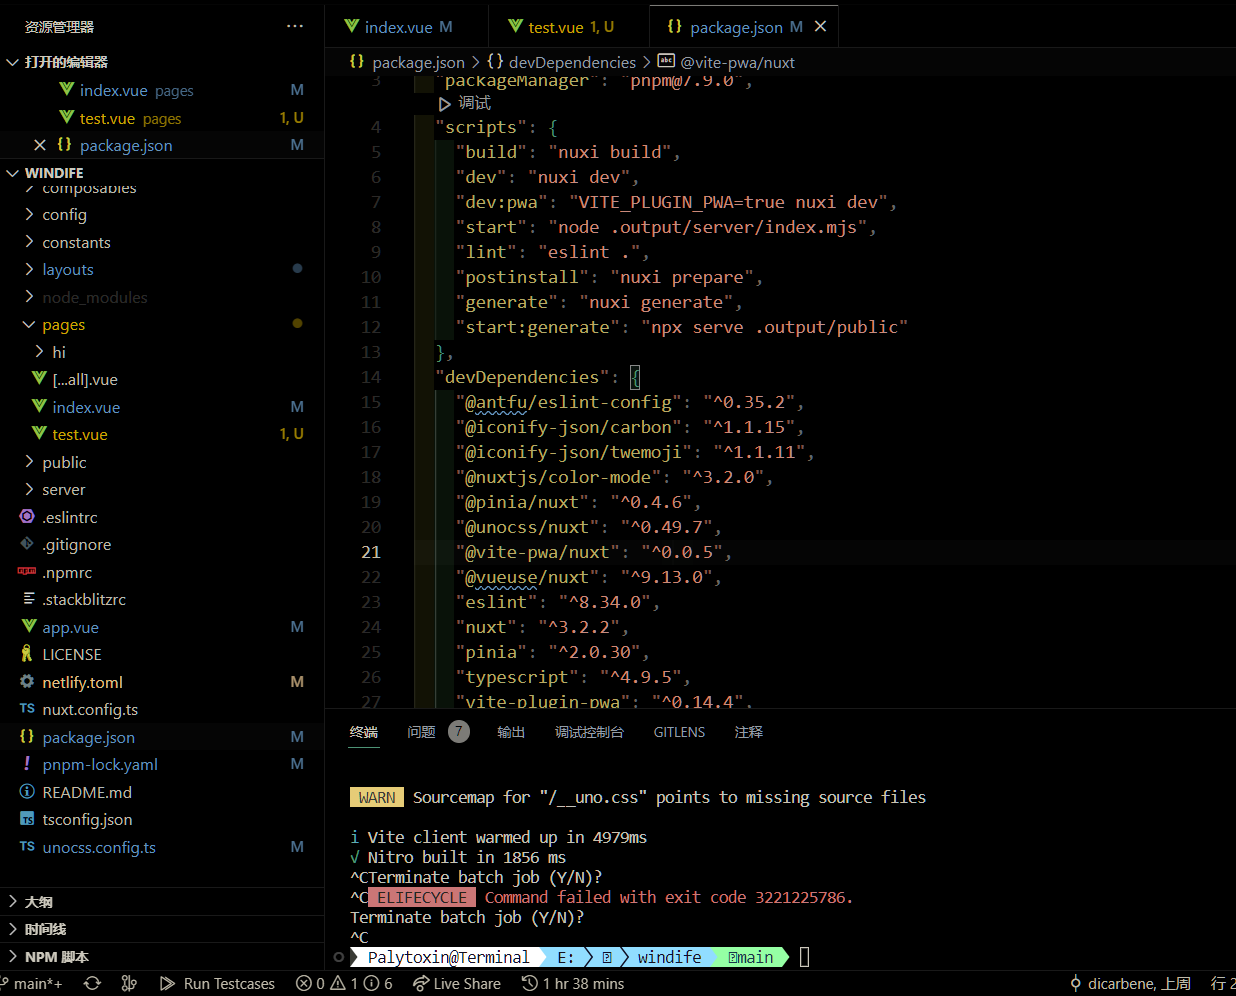 资源管理器 ···
打开的编辑器
index.vue pages M
test.vue pages 1, U
package.json M
WINDIFE
composables
config
constants
layouts
node_modules
pages
hi
[...all].vue
index.vue M
test.vue 1, U
public
server
.eslintrc
.gitignore
.npmrc
.stackblitzrc
app.vue M
LICENSE
netlify.toml M
nuxt.config.ts
package.json M
pnpm-lock.yaml M
README.md
tsconfig.json
unocss.config.ts M
大纲
时间线
NPM 脚本
index.vue M test.vue 1, U {} package.json M
{} package.json > {} devDependencies > @vite-pwa/nuxt
3 "packageManager": "pnpm@7.9.0",
调试
4 "scripts": {
5 "build": "nuxi build",
6 "dev": "nuxi dev",
7 "dev:pwa": "VITE_PLUGIN_PWA=true nuxi dev",
8 "start": "node .output/server/index.mjs",
9 "lint": "eslint .",
10 "postinstall": "nuxi prepare",
11 "generate": "nuxi generate",
12 "start:generate": "npx serve .output/public"
13 },
14 "devDependencies": {
15 "@antfu/eslint-config": "^0.35.2",
16 "@iconify-json/carbon": "^1.1.15",
17 "@iconify-json/twemoji": "^1.1.11",
18 "@nuxtjs/color-mode": "^3.2.0",
19 "@pinia/nuxt": "^0.4.6",
20 "@unocss/nuxt": "^0.49.7",
21 "@vite-pwa/nuxt": "^0.0.5",
22 "@vueuse/nuxt": "^9.13.0",
23 "eslint": "^8.34.0",
24 "nuxt": "^3.2.2",
25 "pinia": "^2.0.30",
26 "typescript": "^4.9.5",
27 "vite-plugin-pwa": "^0.14.4",
终端 问题 7 输出 调试控制台 GITLENS 注释
WARN Sourcemap for "/__uno.css" points to missing source files
i Vite client warmed up in 4979ms
√ Nitro built in 1856 ms
^CTerminate batch job (Y/N)?
^C ELIFECYCLE Command failed with exit code 3221225786.
Terminate batch job (Y/N)?
^C
Palytoxin@Terminal E: windife main
main*+ Run Testcases 0 1 6 Live Share 1 hr 38 mins dicarbene, 上周 行 2